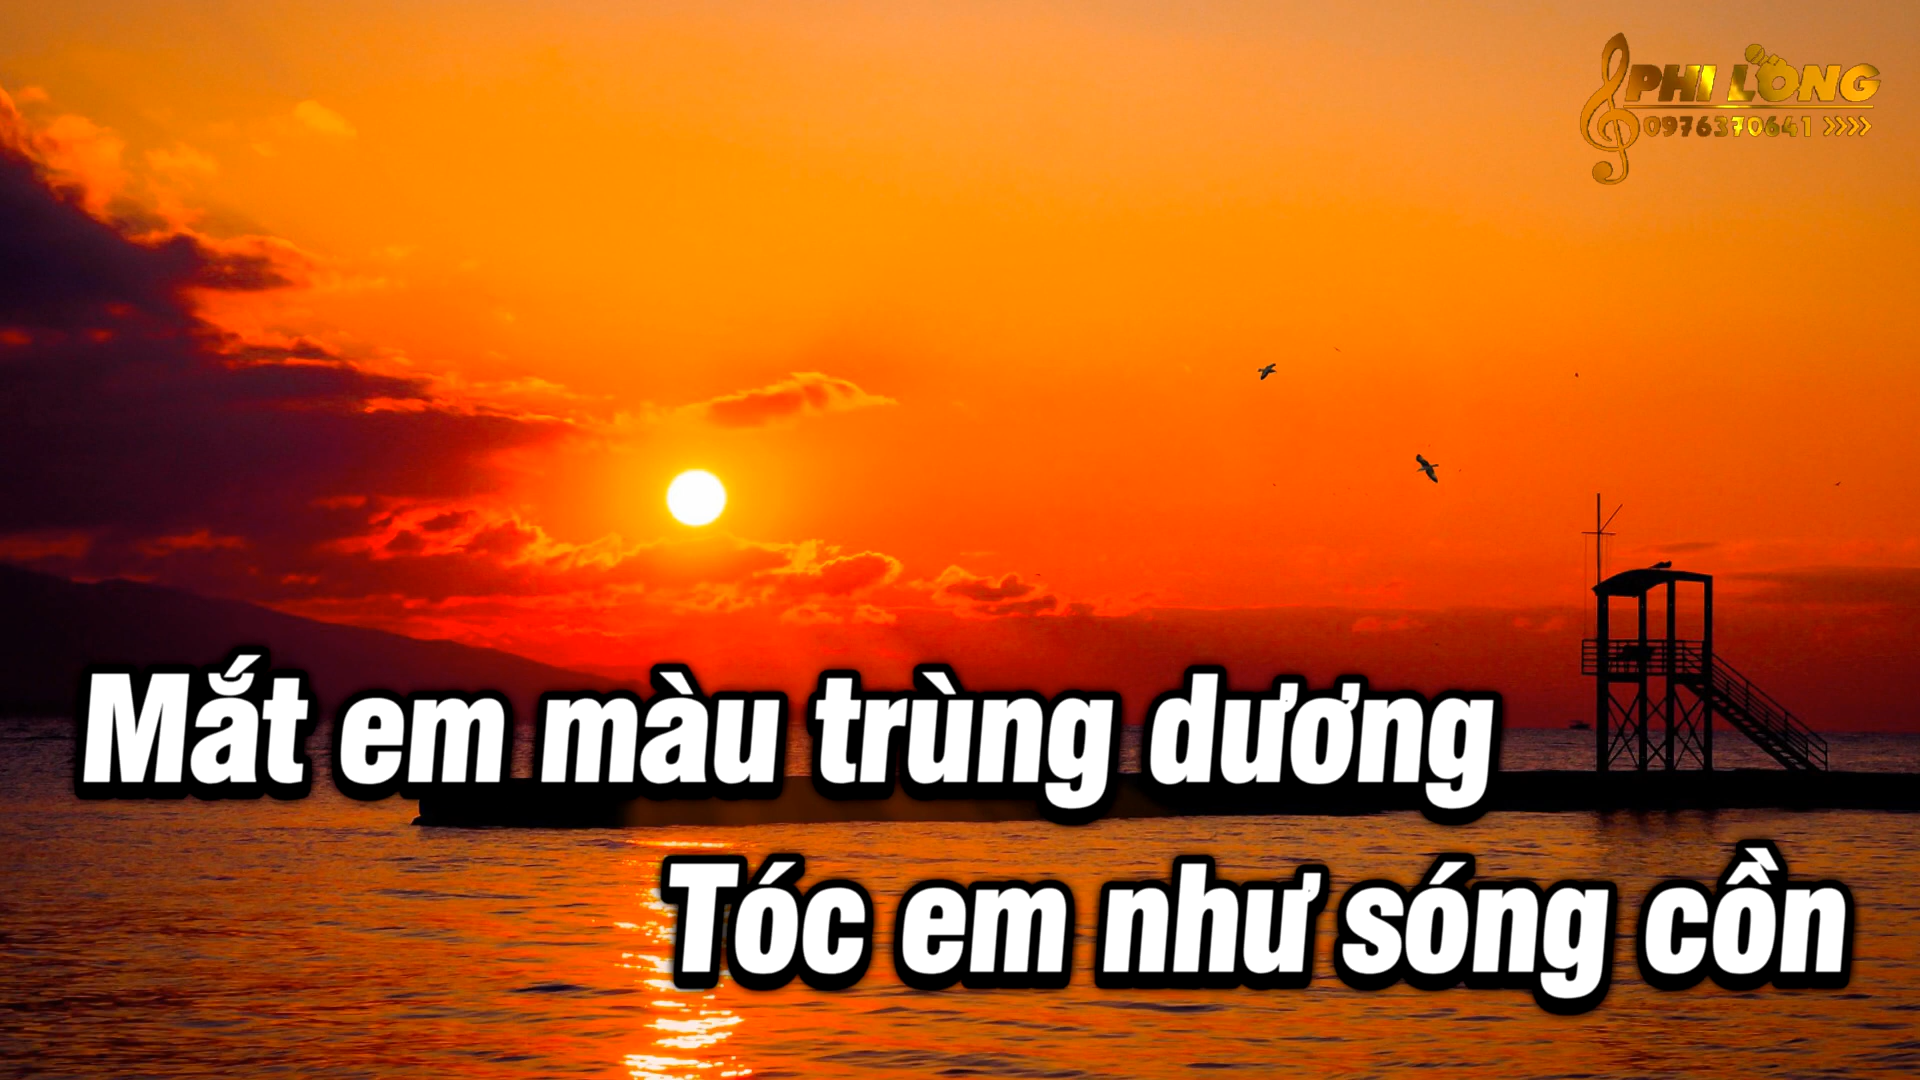 PHI LONG
0976370641 >>>>
Mắt em màu trùng dương
Tóc em như sóng cồn